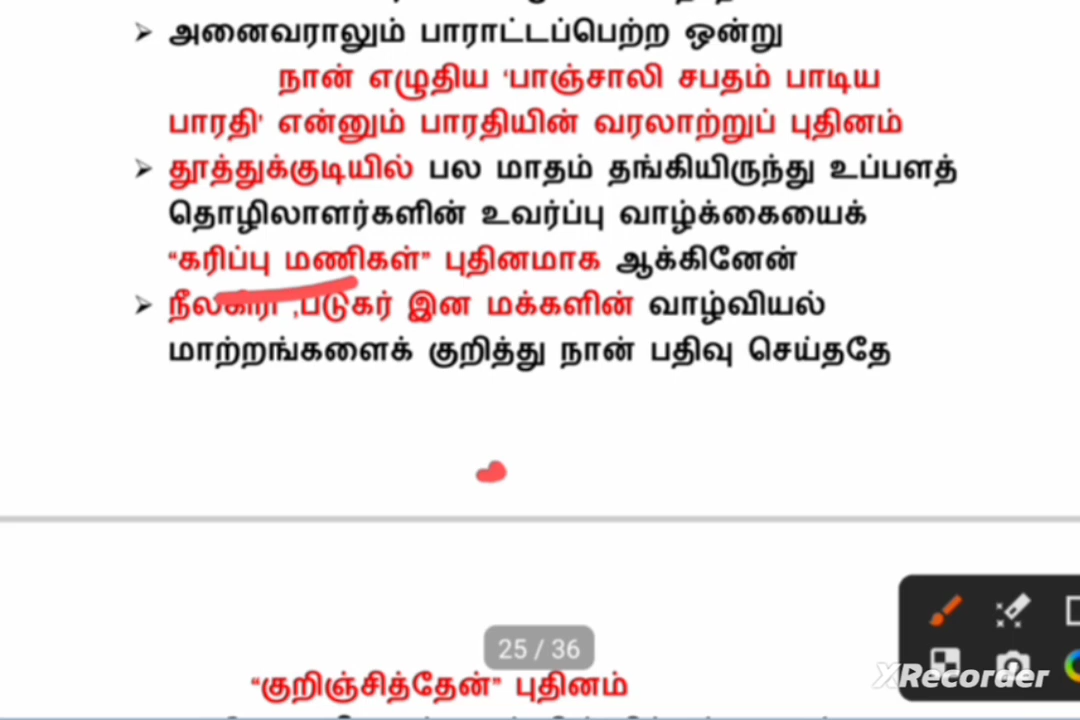 ➢ அனைவராலும் பாராட்டப்பெற்ற ஒன்று
நான் எழுதிய ‘பாஞ்சாலி சபதம் பாடிய
பாரதி’ என்னும் பாரதியின் வரலாற்றுப் புதினம்
➢ தூத்துக்குடியில் பல மாதம் தங்கியிருந்து உப்பளத்
தொழிலாளர்களின் உவர்ப்பு வாழ்க்கையைக்
“கரிப்பு மணிகள்” புதினமாக ஆக்கினேன்
➢ நீலகிரி ,படுகர் இன மக்களின் வாழ்வியல்
மாற்றங்களைக் குறித்து நான் பதிவு செய்ததே
25 / 36
XRecorder
“குறிஞ்சித்தேன்” புதினம்